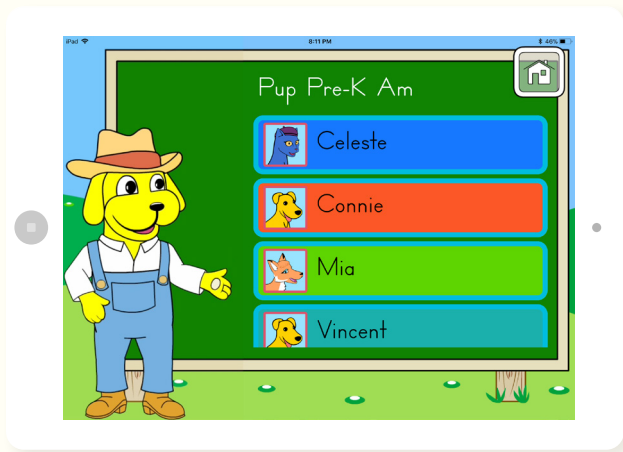 iPad
8:11 PM
46%
Pup Pre-K Am
Celeste
Connie
Mia
Vincent